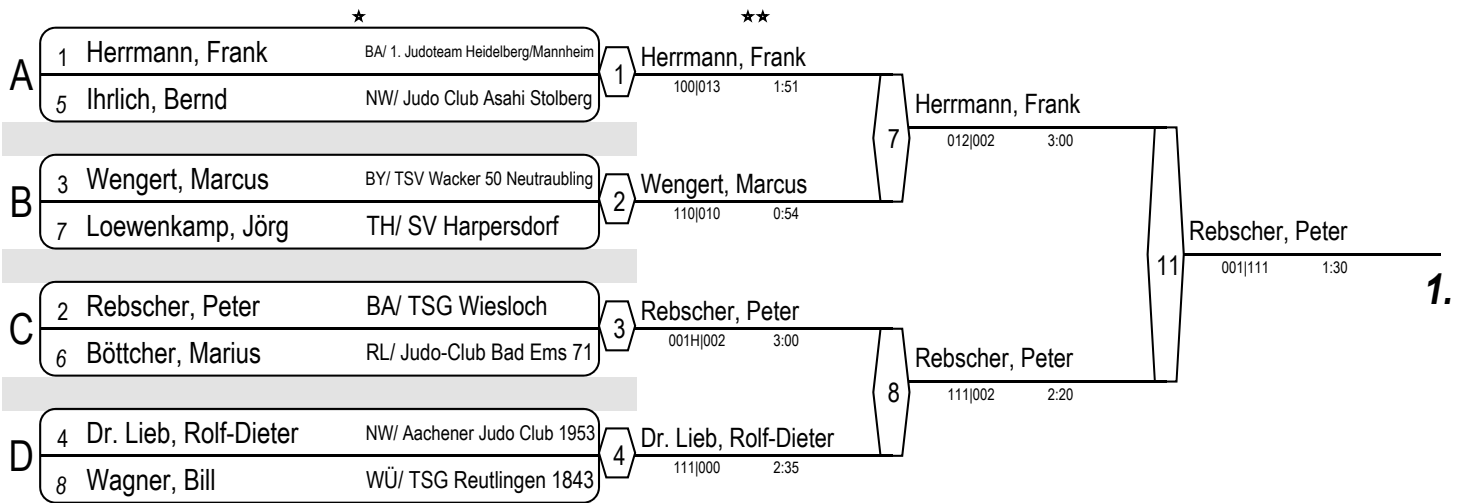 ★ ★★
A
1 Herrmann, Frank BA/ 1. Judoteam Heidelberg/Mannheim
5 Ihrlich, Bernd NW/ Judo Club Asahi Stolberg
1
Herrmann, Frank
100|013 1:51
B
3 Wengert, Marcus BY/ TSV Wacker 50 Neutraubling
7 Loewenkamp, Jörg TH/ SV Harpersdorf
2
Wengert, Marcus
110|010 0:54
7
Herrmann, Frank
012|002 3:00
C
2 Rebscher, Peter BA/ TSG Wiesloch
6 Böttcher, Marius RL/ Judo-Club Bad Ems 71
3
Rebscher, Peter
001H|002 3:00
D
4 Dr. Lieb, Rolf-Dieter NW/ Aachener Judo Club 1953
8 Wagner, Bill WÜ/ TSG Reutlingen 1843
4
Dr. Lieb, Rolf-Dieter
111|000 2:35
8
Rebscher, Peter
111|002 2:20
11
Rebscher, Peter
001|111 1:30
1.